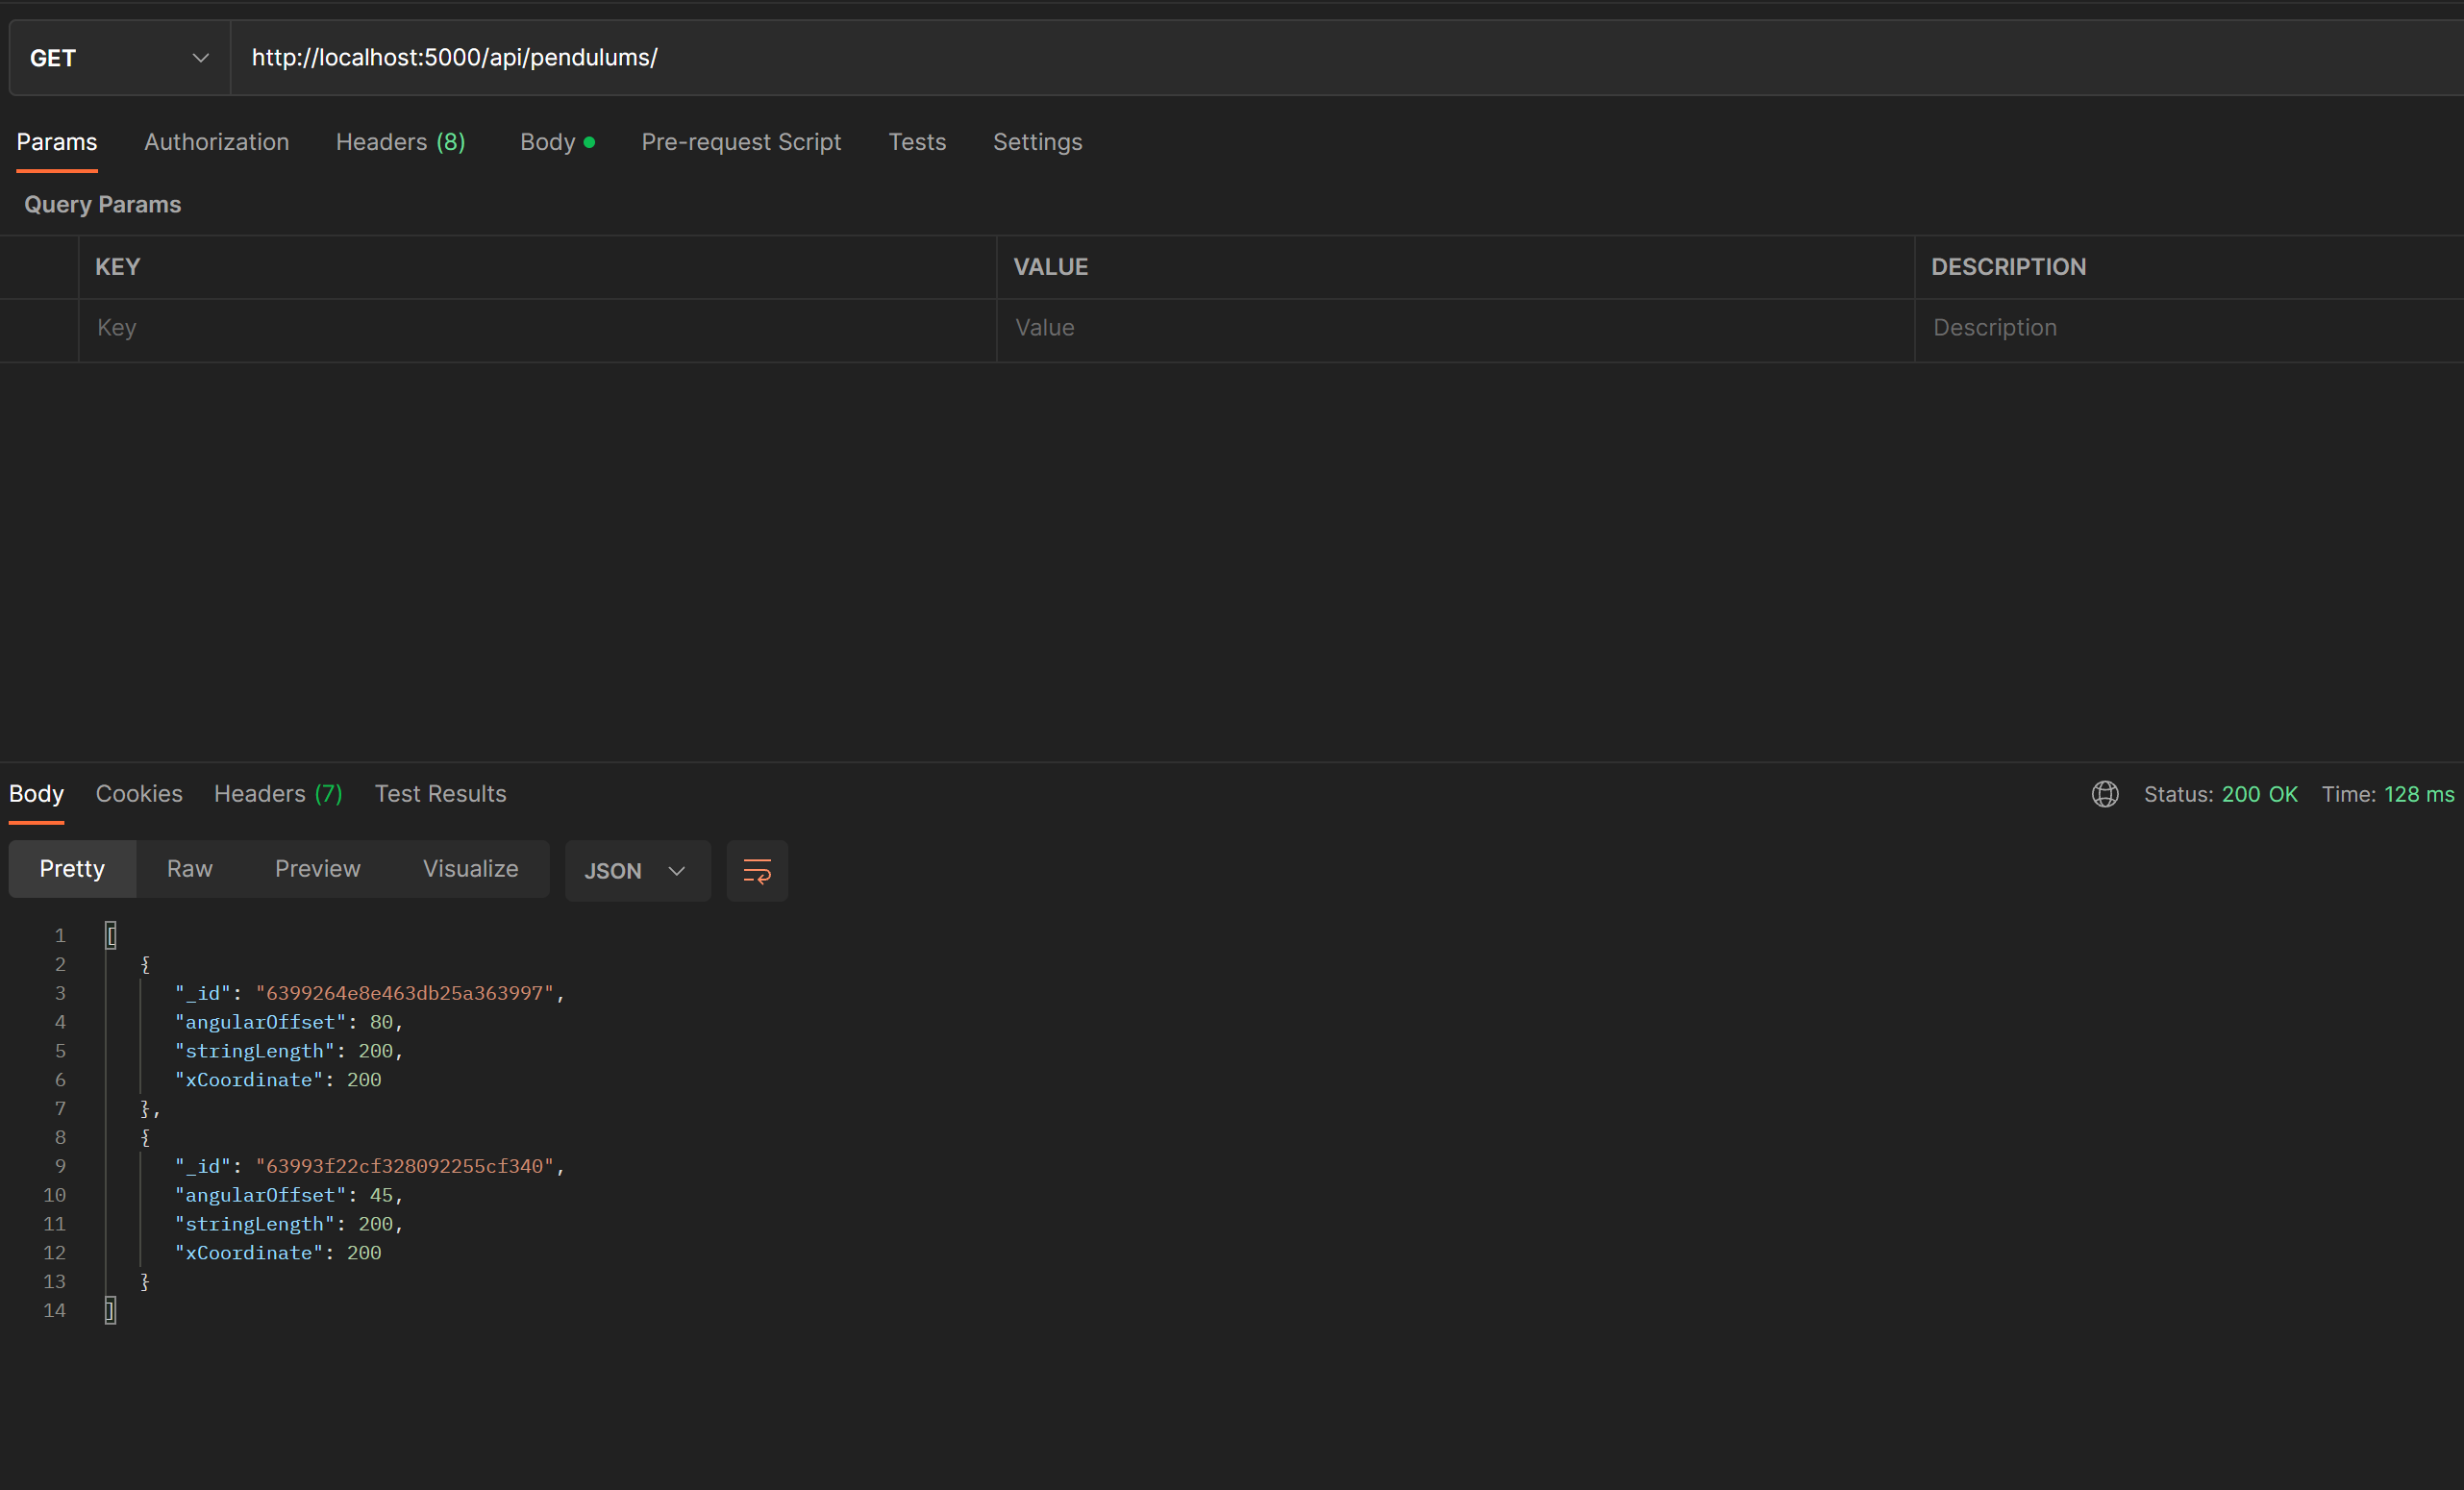 GET http://localhost:5000/api/pendulums/
Params Authorization Headers (8) Body Pre-request Script Tests Settings
Query Params
KEY VALUE DESCRIPTION
Key Value Description
Body Cookies Headers (7) Test Results Status: 200 OK Time: 128 ms
Pretty Raw Preview Visualize JSON
1 [
2 {
3 "_id": "6399264e8e463db25a363997",
4 "angularOffset": 80,
5 "stringLength": 200,
6 "xCoordinate": 200
7 },
8 {
9 "_id": "63993f22cf328092255cf340",
10 "angularOffset": 45,
11 "stringLength": 200,
12 "xCoordinate": 200
13 }
14 ]